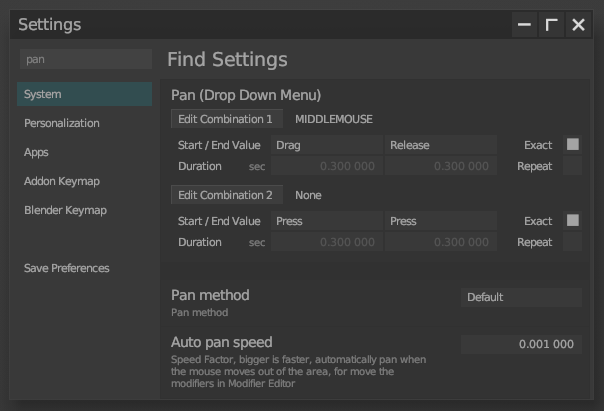 Settings
pan
Find Settings
System
Personalization
Apps
Addon Keymap
Blender Keymap
Save Preferences
Pan (Drop Down Menu)
Edit Combination 1 MIDDLEMOUSE
Start / End Value Drag Release Exact
Duration sec 0.300 000 0.300 000 Repeat
Edit Combination 2 None
Start / End Value Press Press Exact
Duration sec 0.300 000 0.300 000 Repeat
Pan method Default
Pan method
Auto pan speed 0.001 000
Speed Factor, bigger is faster, automatically pan when
the mouse moves out of the area, for move the
modifiers in Modifier Editor